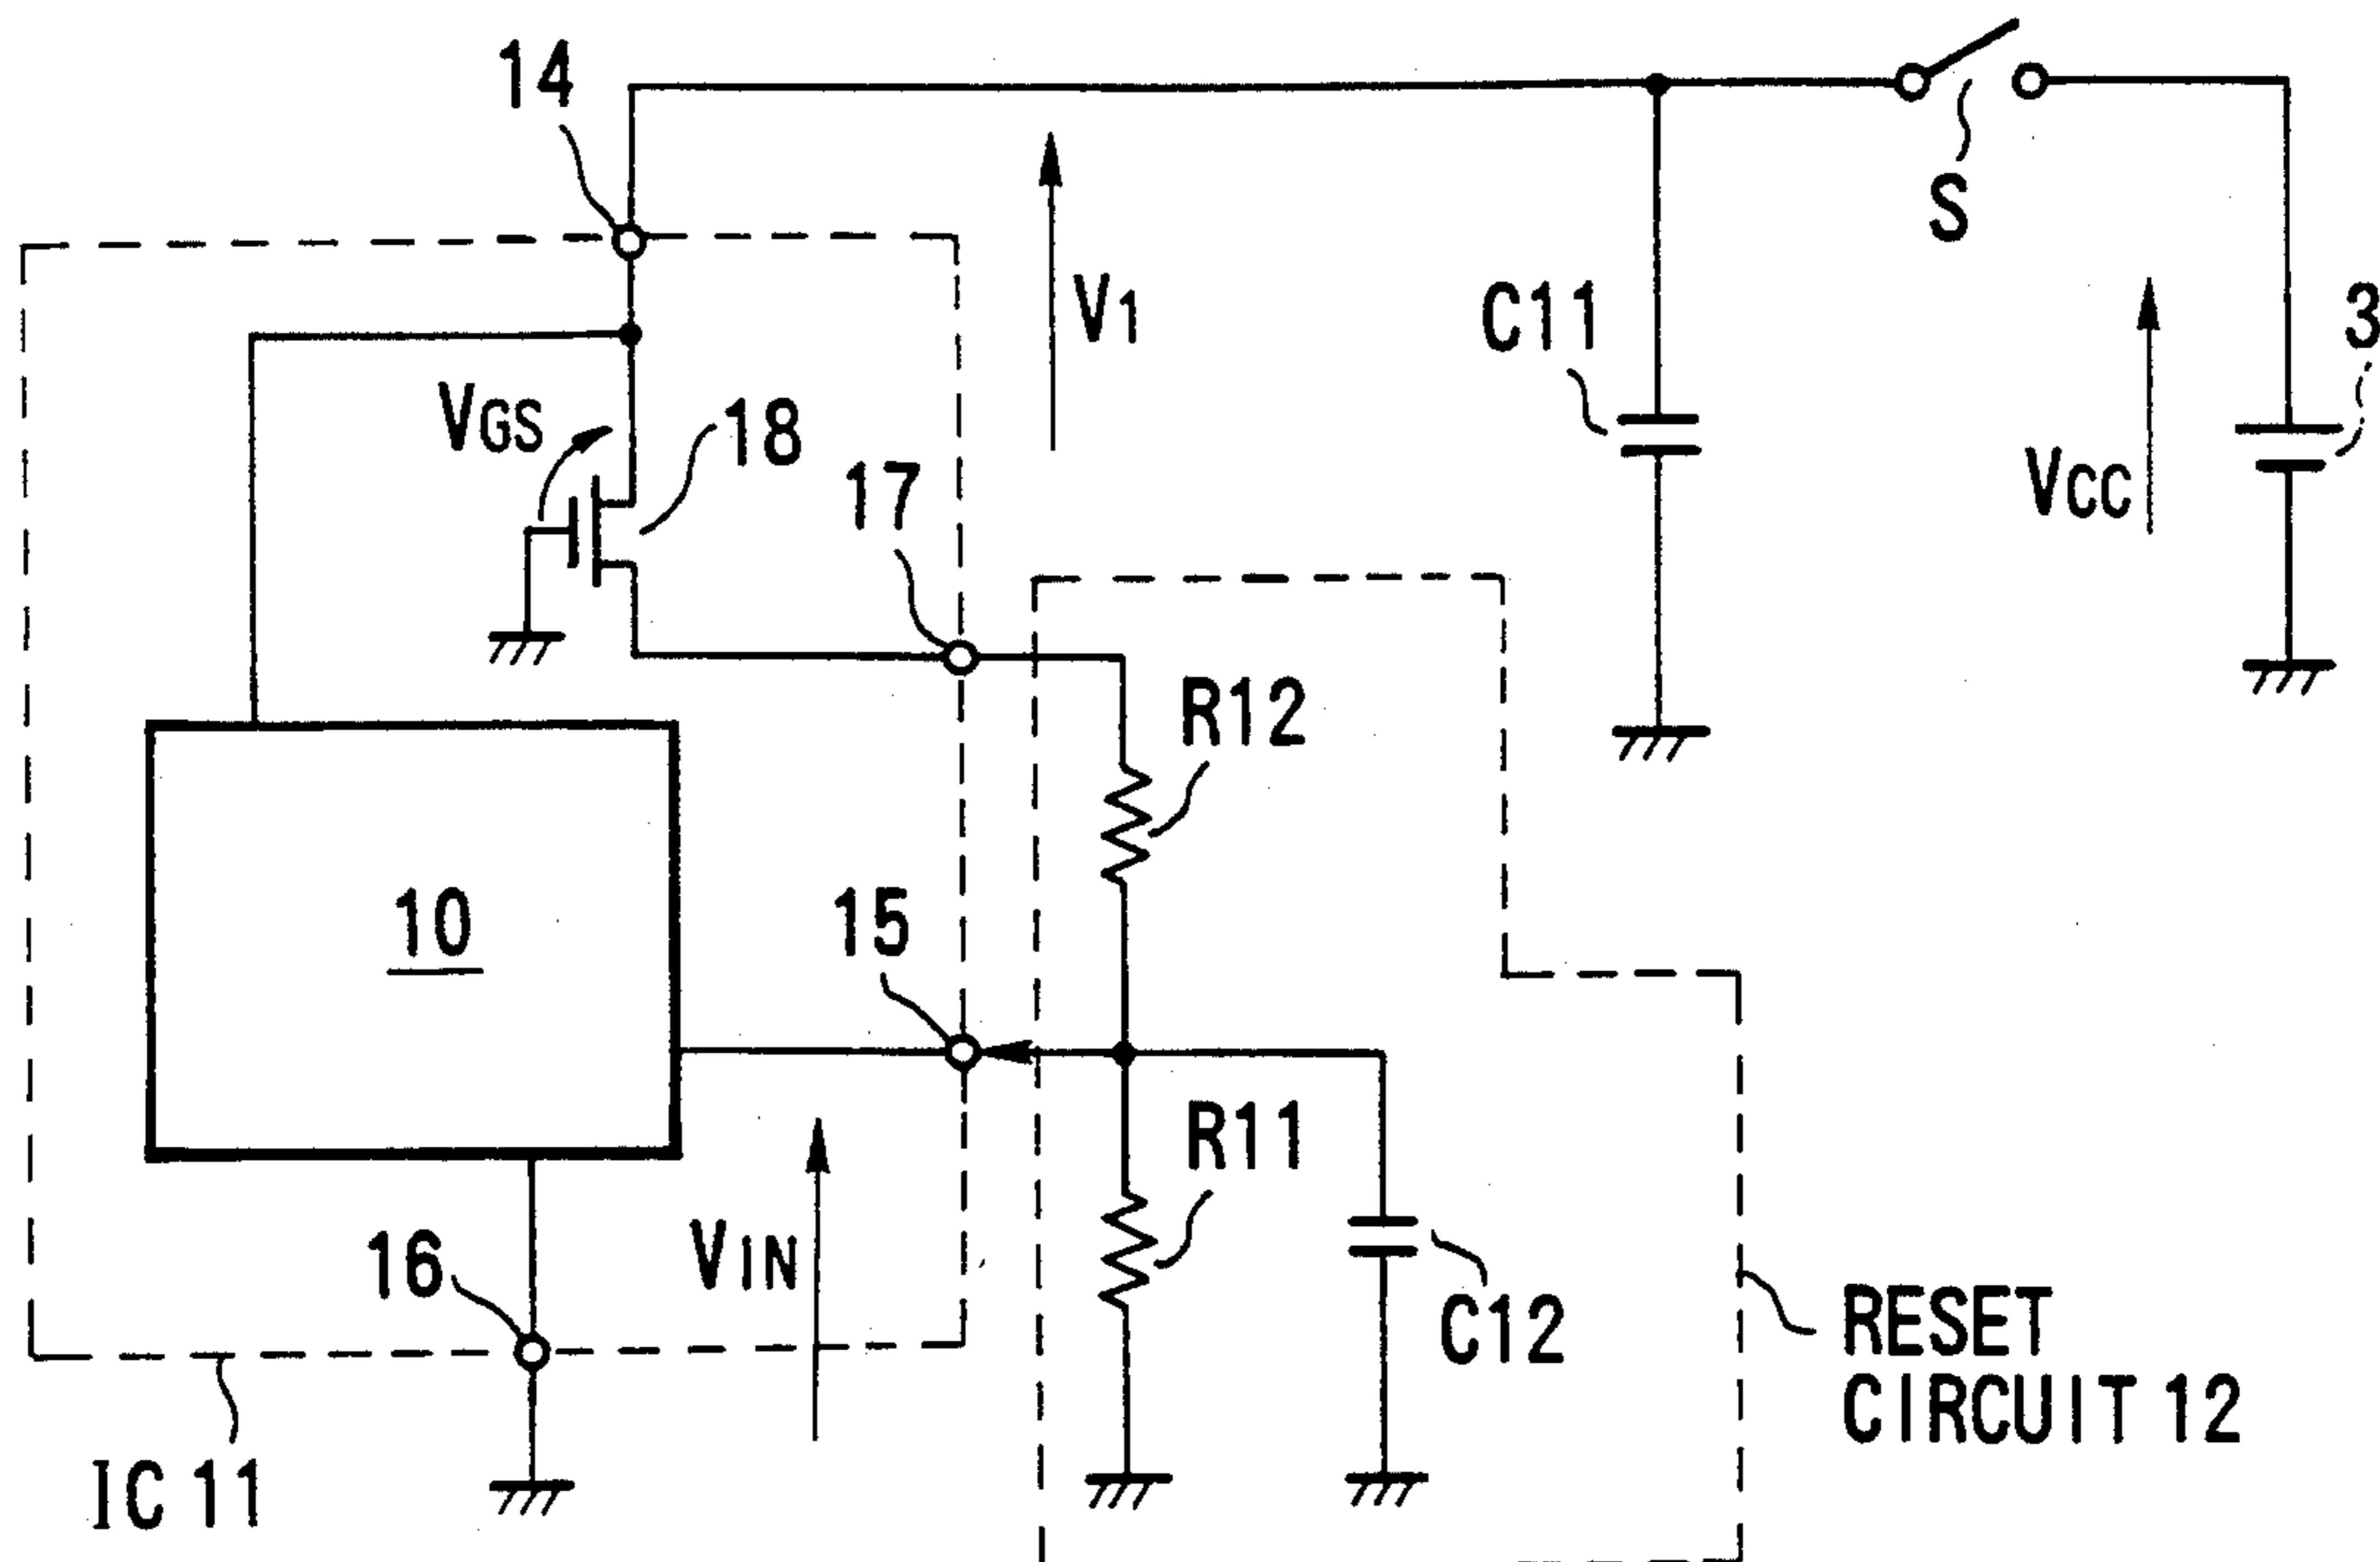 14
S
V1
C11
3
VGS
18
17
VCC
R12
10
15
R11
16
VIN
C12
RESET
CIRCUIT 12
IC 11